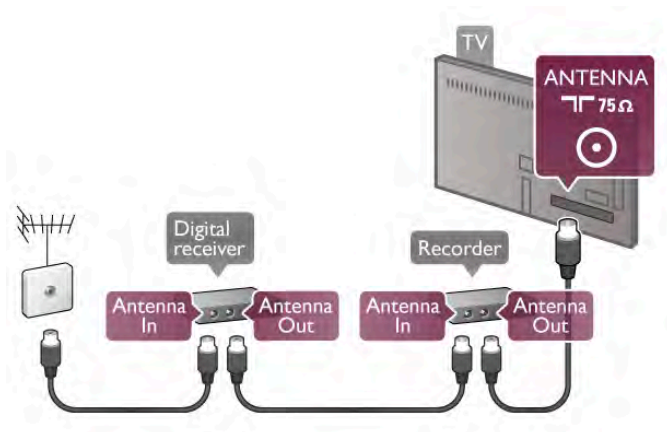 TV
ANTENNA
75 Ω
Digital
receiver
Recorder
Antenna
In
Antenna
Out
Antenna
In
Antenna
Out